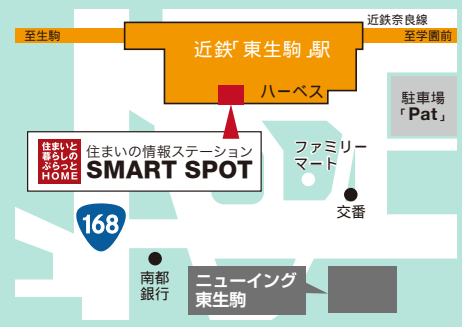 近鉄奈良線
至生駒
至学園前
近鉄「東生駒」駅
ハーベス
駐車場
「Pat」
住まいと
暮らしの
ぷらっと
HOME
住まいの情報ステーション
SMART SPOT
ファミリー
マート
交番
168
南都
銀行
ニューイング
東生駒